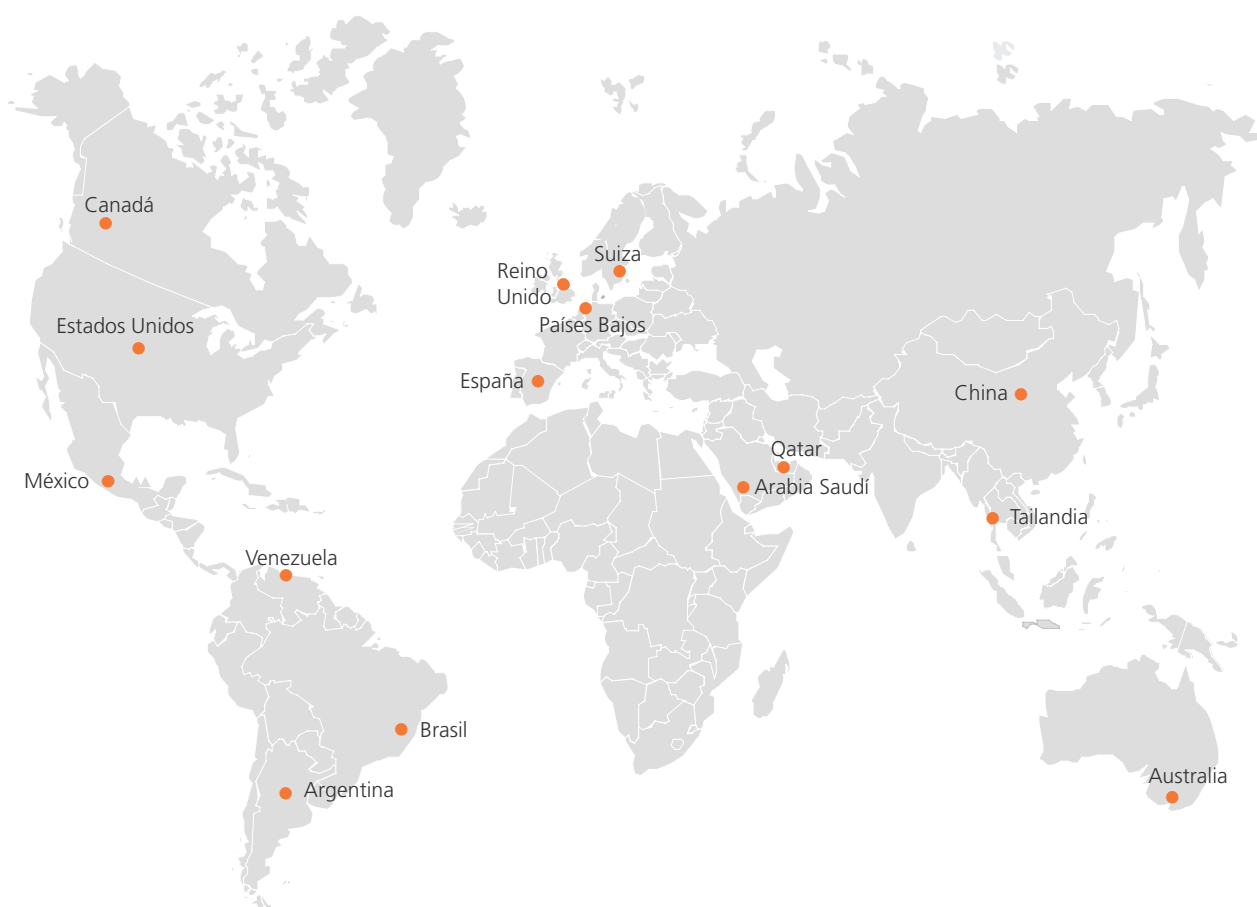 Canadá
Suiza
Reino
Unido
Países Bajos
Estados Unidos
España
China
Qatar
México
Arabia Saudí
Tailandia
Venezuela
Brasil
Australia
Argentina